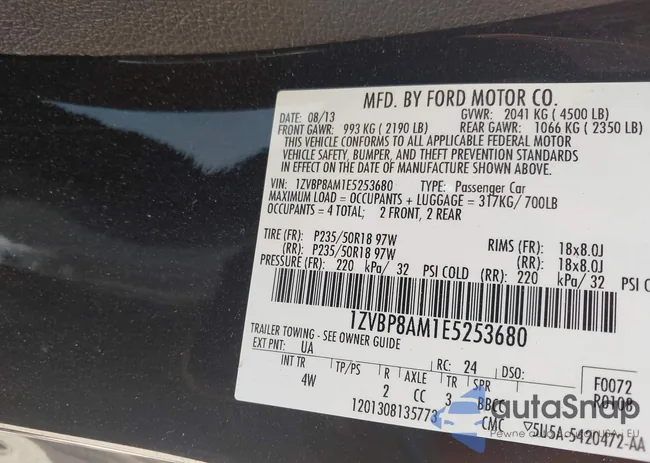 MFD. BY FORD MOTOR CO.
DATE: 08/13 GVWR: 2041 KG ( 4500 LB)
FRONT GAWR: 993 KG ( 2190 LB) REAR GAWR: 1066 KG ( 2350 LB)
THIS VEHICLE CONFORMS TO ALL APPLICABLE FEDERAL MOTOR
VEHICLE SAFETY, BUMPER, AND THEFT PREVENTION STANDARDS
IN EFFECT ON THE DATE OF MANUFACTURE SHOWN ABOVE.
VIN: 1ZVBP8AM1E5253680 TYPE: Passenger Car
MAXIMUM LOAD = OCCUPANTS + LUGGAGE = 317KG/ 700LB
OCCUPANTS = 4 TOTAL; 2 FRONT, 2 REAR
TIRE (FR): P235/50R18 97W RIMS (FR): 18x8.0J
(RR): P235/50R18 97W (RR): 18x8.0J
PRESSURE (FR): 220 kPa/ 32 PSI COLD (RR): 220 kPa/ 32 PSI COLD
1ZVBP8AM1E5253680
TRAILER TOWING - SEE OWNER GUIDE
EXT PNT: UA RC: 24 DSO: F0072
INT TR TP/PS R AXLE TR SPR R0108
4W 2 CC 3 BBCC
1201308135773 CMC ▽5U5A-5420472-AA
autoSnap
Pewne auto z USA i EU